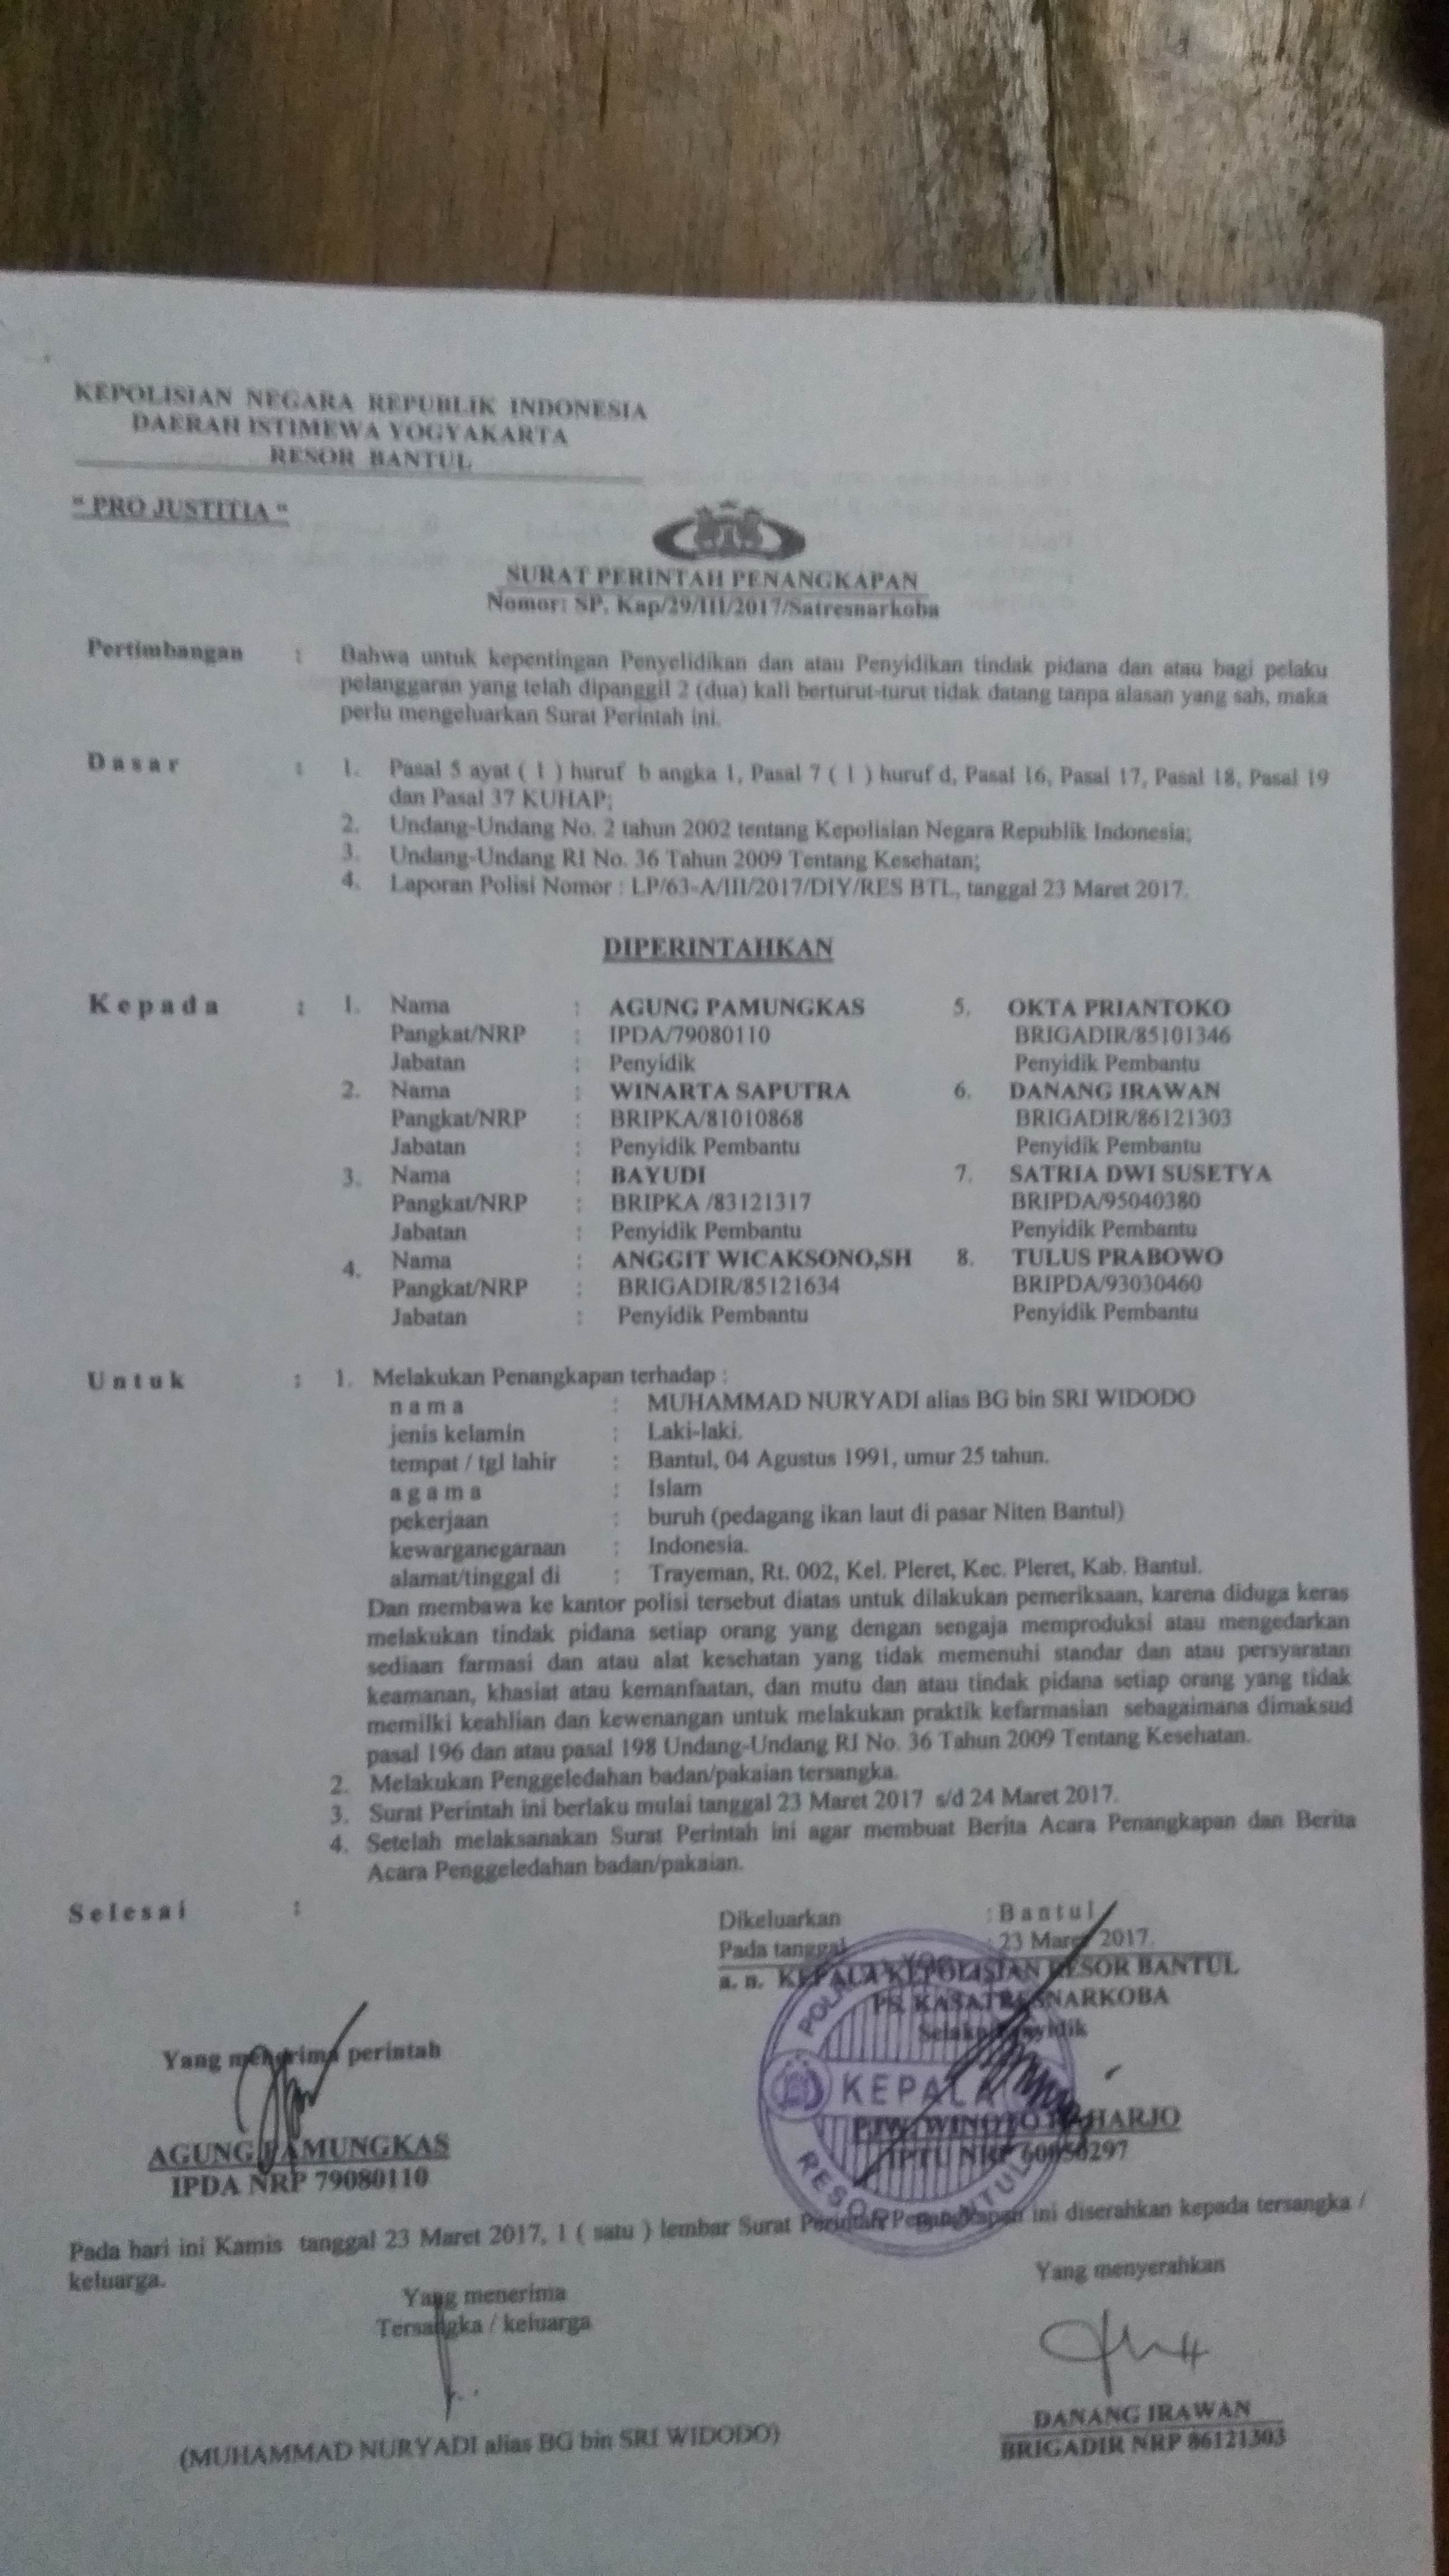 KEPOLISIAN NEGARA REPUBLIK INDONESIA
DAERAH ISTIMEWA YOGYAKARTA
RESOR BANTUL
" PRO JUSTITIA "
SURAT PERINTAH PENANGKAPAN
Nomor: SP. Kap/29/III/2017/Satresnarkoba
Pertimbangan : Bahwa untuk kepentingan Penyelidikan dan atau Penyidikan tindak pidana dan atau bagi pelaku
pelanggaran yang telah dipanggil 2 (dua) kali berturut-turut tidak datang tanpa alasan yang sah, maka
perlu mengeluarkan Surat Perintah ini.
Dasar : 1. Pasal 5 ayat ( 1 ) huruf b angka 1, Pasal 7 ( 1 ) huruf d, Pasal 16, Pasal 17, Pasal 18, Pasal 19
dan Pasal 37 KUHAP;
2. Undang-Undang No. 2 tahun 2002 tentang Kepolisian Negara Republik Indonesia;
3. Undang-Undang RI No. 36 Tahun 2009 Tentang Kesehatan;
4. Laporan Polisi Nomor : LP/63-A/III/2017/DIY/RES BTL, tanggal 23 Maret 2017.
DIPERINTAHKAN
Kepada : 1. Nama : AGUNG PAMUNGKAS 5. OKTA PRIANTOKO
Pangkat/NRP : IPDA/79080110 BRIGADIR/85101346
Jabatan : Penyidik Penyidik Pembantu
2. Nama : WINARTA SAPUTRA 6. DANANG IRAWAN
Pangkat/NRP : BRIPKA/81010868 BRIGADIR/86121303
Jabatan : Penyidik Pembantu Penyidik Pembantu
3. Nama : BAYUDI 7. SATRIA DWI SUSETYA
Pangkat/NRP : BRIPKA /83121317 BRIPDA/95040380
Jabatan : Penyidik Pembantu Penyidik Pembantu
4. Nama : ANGGIT WICAKSONO,SH 8. TULUS PRABOWO
Pangkat/NRP : BRIGADIR/85121634 BRIPDA/93030460
Jabatan : Penyidik Pembantu Penyidik Pembantu
Untuk : 1. Melakukan Penangkapan terhadap :
nama : MUHAMMAD NURYADI alias BG bin SRI WIDODO
jenis kelamin : Laki-laki.
tempat / tgl lahir : Bantul, 04 Agustus 1991, umur 25 tahun.
agama : Islam
pekerjaan : buruh (pedagang ikan laut di pasar Niten Bantul)
kewarganegaraan : Indonesia.
alamat/tinggal di : Trayeman, Rt. 002, Kel. Pleret, Kec. Pleret, Kab. Bantul.
Dan membawa ke kantor polisi tersebut diatas untuk dilakukan pemeriksaan, karena diduga keras
melakukan tindak pidana setiap orang yang dengan sengaja memproduksi atau mengedarkan
sediaan farmasi dan atau alat kesehatan yang tidak memenuhi standar dan atau persyaratan
keamanan, khasiat atau kemanfaatan, dan mutu dan atau tindak pidana setiap orang yang tidak
memilki keahlian dan kewenangan untuk melakukan praktik kefarmasian sebagaimana dimaksud
pasal 196 dan atau pasal 198 Undang-Undang RI No. 36 Tahun 2009 Tentang Kesehatan.
2. Melakukan Penggeledahan badan/pakaian tersangka.
3. Surat Perintah ini berlaku mulai tanggal 23 Maret 2017 s/d 24 Maret 2017.
4. Setelah melaksanakan Surat Perintah ini agar membuat Berita Acara Penangkapan dan Berita
Acara Penggeledahan badan/pakaian.
Selesai :
Dikeluarkan : Bantul
Pada tanggal : 23 Maret 2017.
a. n. KEPALA KEPOLISIAN RESOR BANTUL
PS. KASATRESNARKOBA
Selaku Penyidik
KEPALA
RESOR BANTUL
RAHARJO
IPTU NRP
Yang menerima perintah
AGUNG PAMUNGKAS
IPDA NRP 79080110
Pada hari ini Kamis tanggal 23 Maret 2017, 1 ( satu ) lembar Surat Perintah Penangkapan ini diserahkan kepada tersangka /
keluarga.
Yang menerima
Tersangka / keluarga
(MUHAMMAD NURYADI alias BG bin SRI WIDODO)
Yang menyerahkan
DANANG IRAWAN
BRIGADIR NRP 86121303